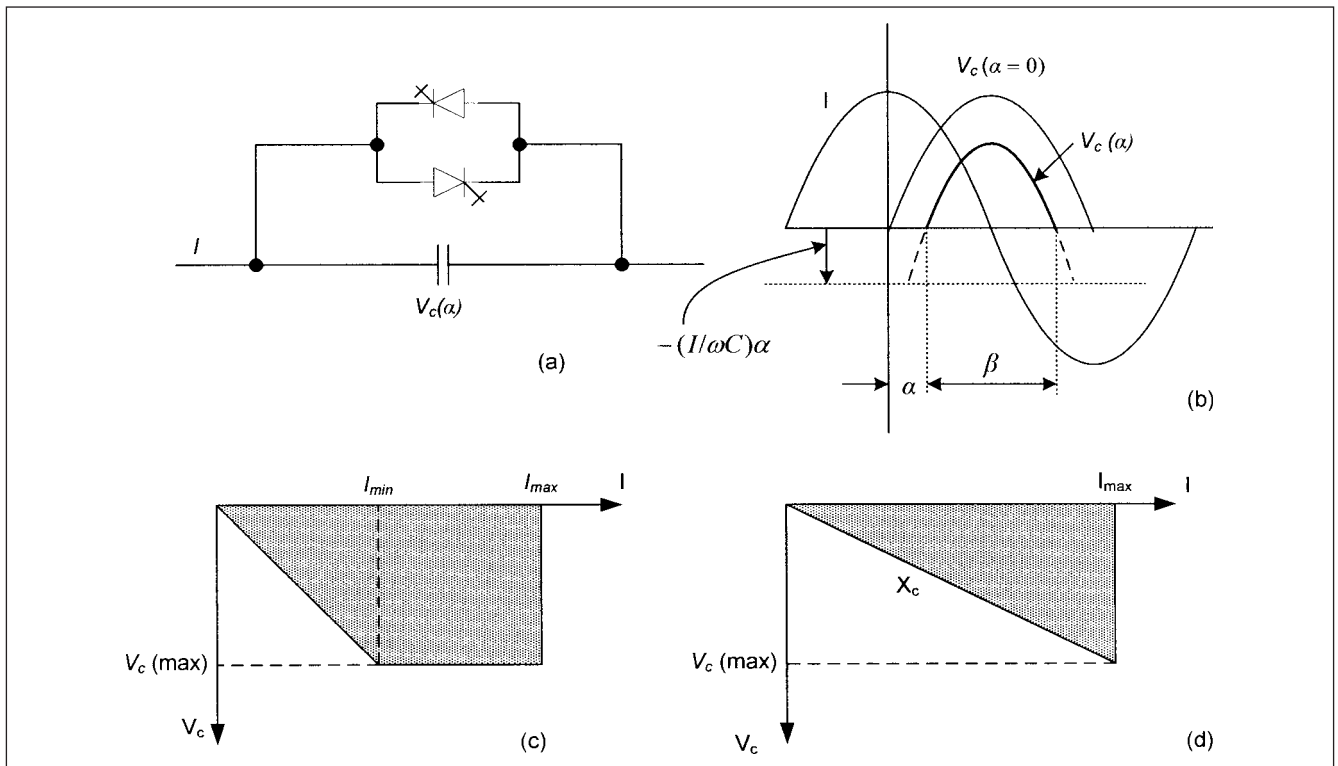 I
V_c(α)
(a)
V_c (α = 0)
I
V_c (α)
−(I/ωC)α
α
β
(b)
I_min
I_max
I
V_c (max)
V_c
(c)
I_max
I
X_c
V_c (max)
V_c
(d)